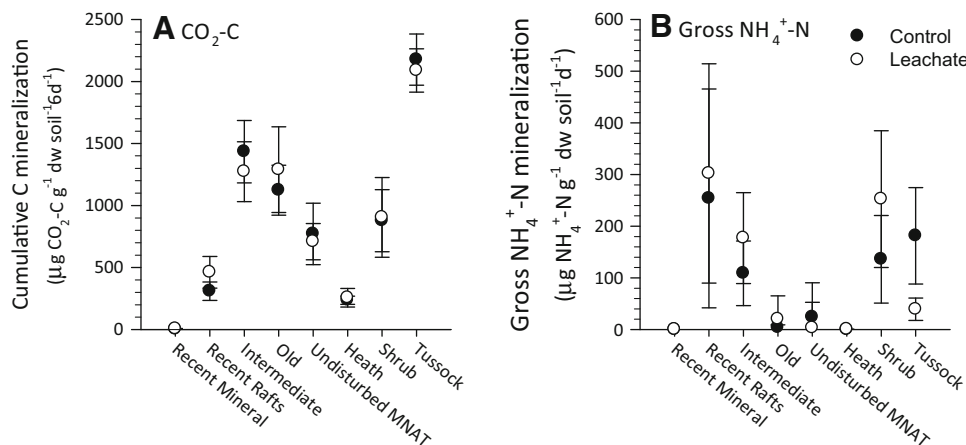 A CO₂-C
Cumulative C mineralization
(µg CO₂-C g⁻¹ dw soil⁻¹6d⁻¹)
2500
2000
1500
1000
500
0
Recent Mineral
Recent Rafts
Intermediate
Old
Undisturbed MNAT
Heath
Shrub
Tussock
B Gross NH₄⁺-N
Control
Leachate
Gross NH₄⁺-N mineralization
(µg NH₄⁺-N g⁻¹ dw soil⁻¹d⁻¹)
600
500
400
300
200
100
0
Recent Mineral
Recent Rafts
Intermediate
Old
Undisturbed MNAT
Heath
Shrub
Tussock